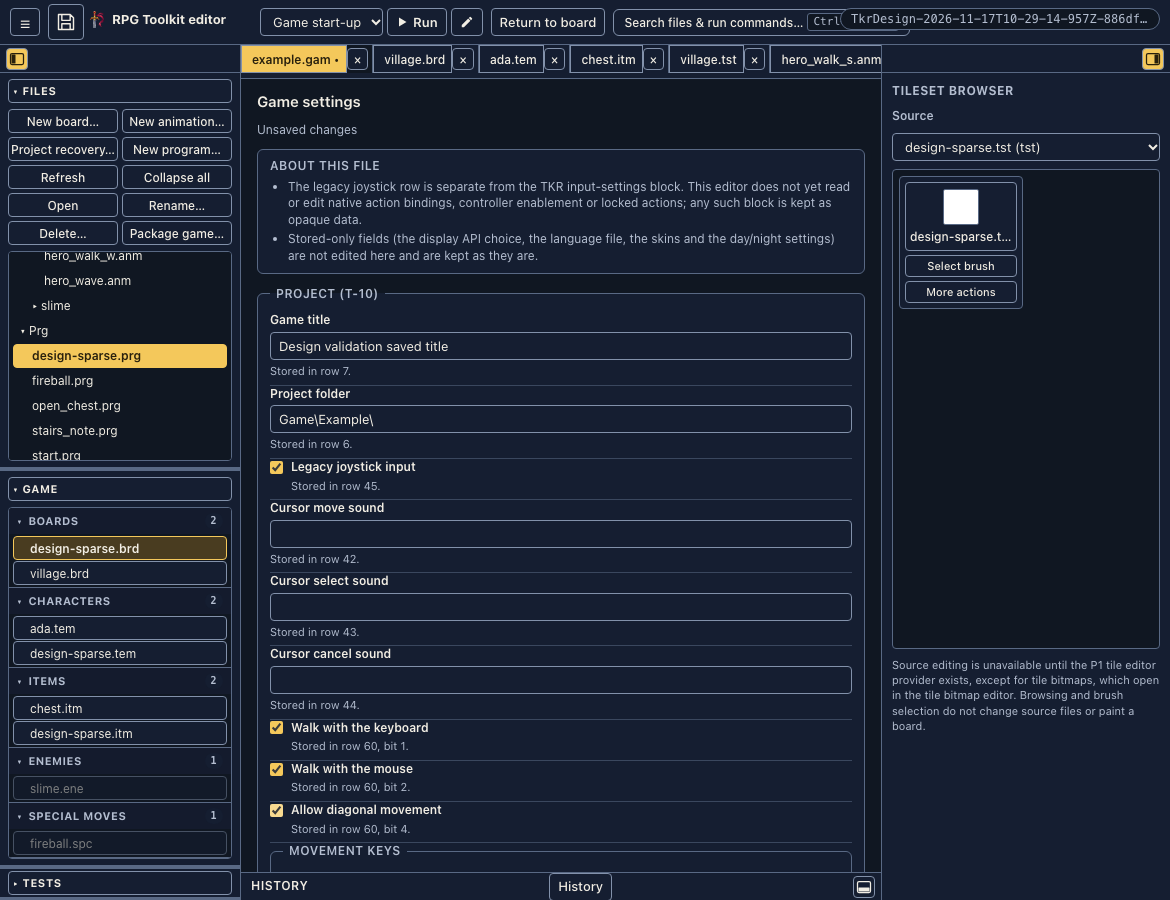 RPG Toolkit editor
Game start-up
Run
Return to board
Search files & run commands...
Ctrl
TkrDesign-2026-11-17T10-29-14-957Z-886df…
example.gam •
village.brd
ada.tem
chest.itm
village.tst
hero_walk_s.anm
FILES
New board...
New animation...
Project recovery...
New program...
Refresh
Collapse all
Open
Rename...
Delete...
Package game...
hero_walk_w.anm
hero_wave.anm
slime
Prg
design-sparse.prg
fireball.prg
open_chest.prg
stairs_note.prg
start.prg
GAME
BOARDS 2
design-sparse.brd
village.brd
CHARACTERS 2
ada.tem
design-sparse.tem
ITEMS 2
chest.itm
design-sparse.itm
ENEMIES 1
slime.ene
SPECIAL MOVES 1
fireball.spc
TESTS
Game settings
Unsaved changes
ABOUT THIS FILE
• The legacy joystick row is separate from the TKR input-settings block. This editor does not yet read
or edit native action bindings, controller enablement or locked actions; any such block is kept as
opaque data.
• Stored-only fields (the display API choice, the language file, the skins and the day/night settings)
are not edited here and are kept as they are.
PROJECT (T-10)
Game title
Design validation saved title
Stored in row 7.
Project folder
Game\Example\
Stored in row 6.
Legacy joystick input
Stored in row 45.
Cursor move sound
Stored in row 42.
Cursor select sound
Stored in row 43.
Cursor cancel sound
Stored in row 44.
Walk with the keyboard
Stored in row 60, bit 1.
Walk with the mouse
Stored in row 60, bit 2.
Allow diagonal movement
Stored in row 60, bit 4.
MOVEMENT KEYS
HISTORY
History
TILESET BROWSER
Source
design-sparse.tst (tst)
design-sparse.t...
Select brush
More actions
Source editing is unavailable until the P1 tile editor
provider exists, except for tile bitmaps, which open
in the tile bitmap editor. Browsing and brush
selection do not change source files or paint a
board.